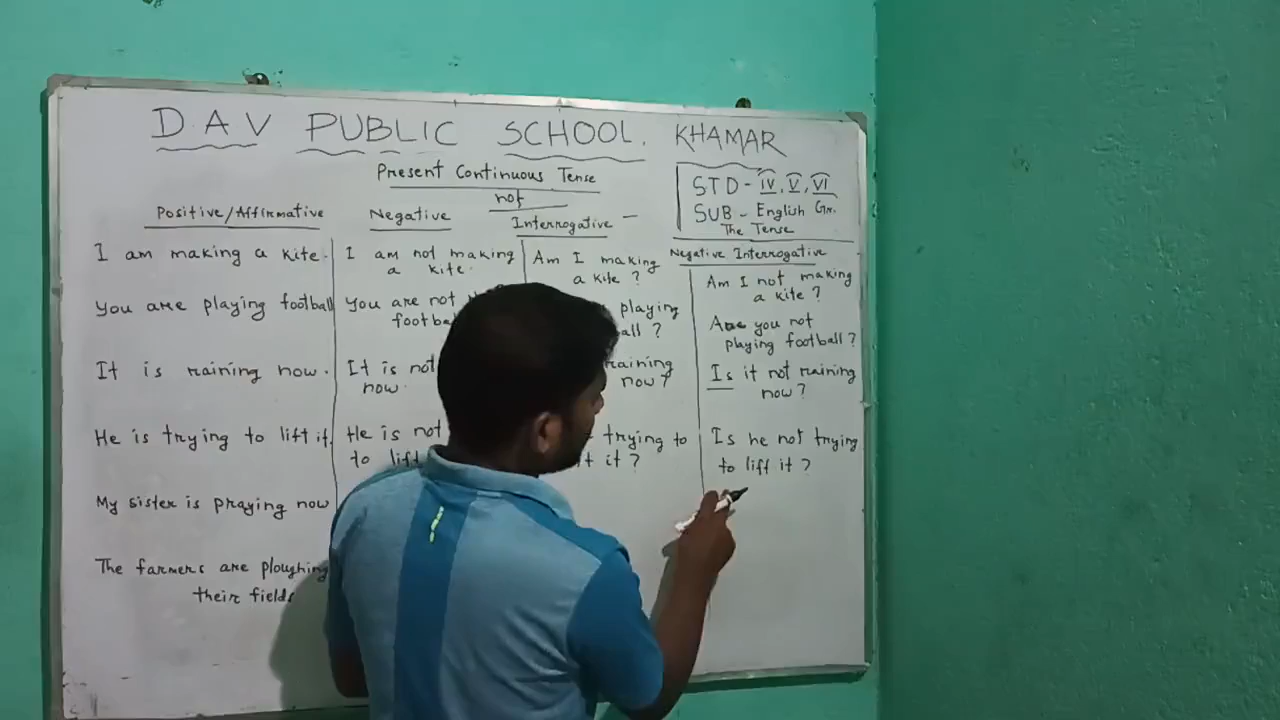 D.A.V PUBLIC SCHOOL. KHAMAR
Present Continuous Tense
not
STD - IV, V, VI
SUB - English Gr.
The Tense
Positive/Affirmative
I am making a kite.
You are playing football
It is raining now.
He is trying to lift it.
My sister is praying now
The farmers are ploughing
their fields
Negative
I am not making
a kite.
You are not
It is not
now.
He is not
to lift
Interrogative
Am I making
a kite ?
playing
raining
now?
trying to
it ?
Negative Interrogative
Am I not making
a kite ?
Are you not
playing football ?
Is it not raining
now ?
Is he not trying
to lift it ?